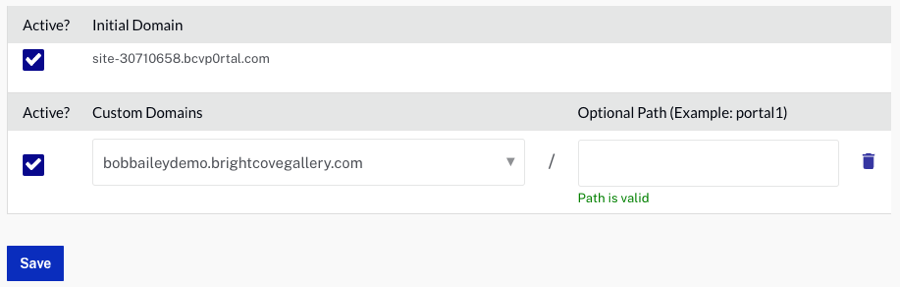 Active? Initial Domain
site-30710658.bcvp0rtal.com
Active? Custom Domains Optional Path (Example: portal1)
bobbaileydemo.brightcovegallery.com /
Path is valid
Save